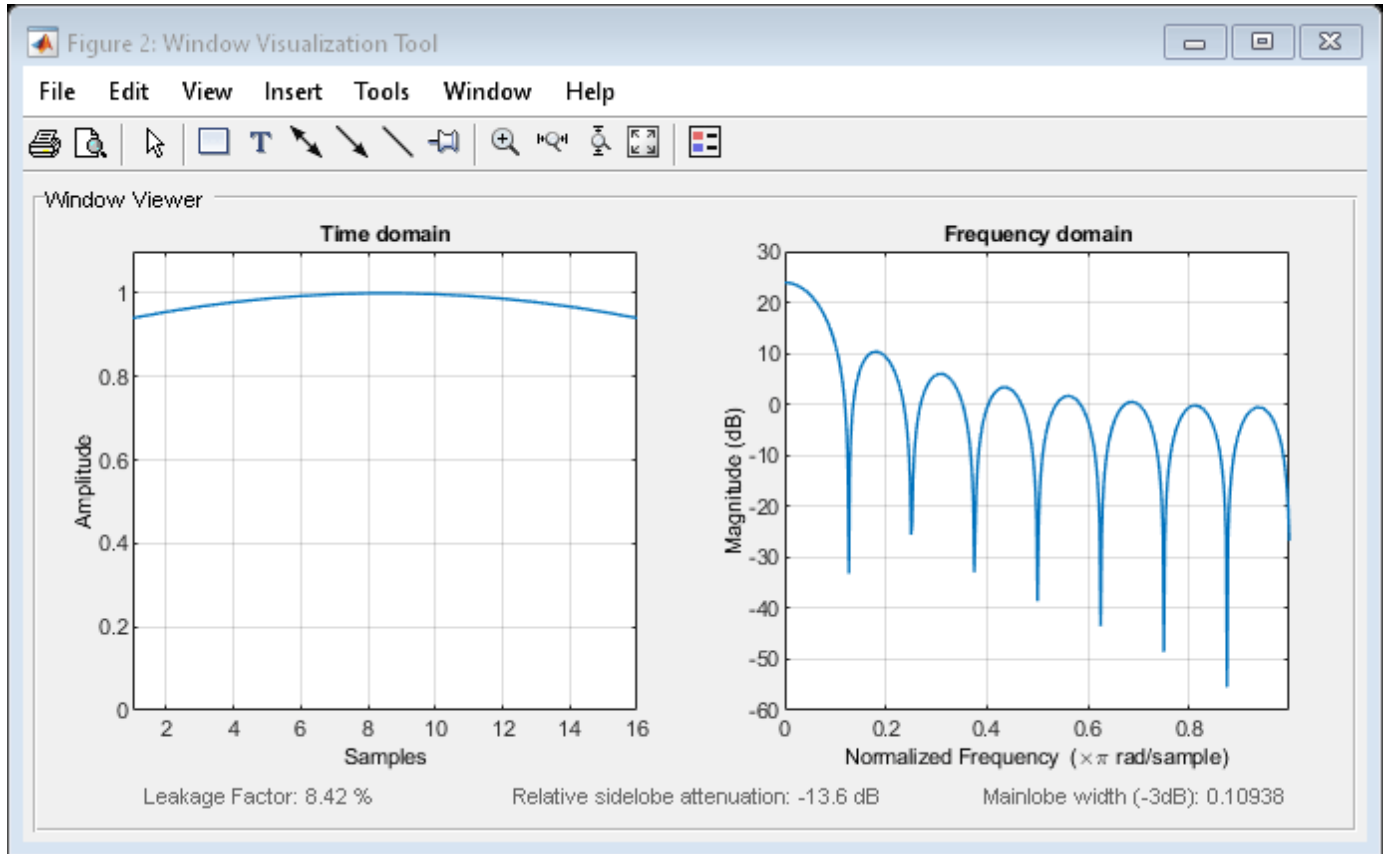 Figure 2: Window Visualization Tool
File Edit View Insert Tools Window Help
T
Window Viewer
Time domain
1
0.8
0.6
0.4
0.2
0
Amplitude
2 4 6 8 10 12 14 16
Samples
Frequency domain
30
20
10
0
-10
-20
-30
-40
-50
-60
Magnitude (dB)
0 0.2 0.4 0.6 0.8
Normalized Frequency (×π rad/sample)
Leakage Factor: 8.42 % Relative sidelobe attenuation: -13.6 dB Mainlobe width (-3dB): 0.10938